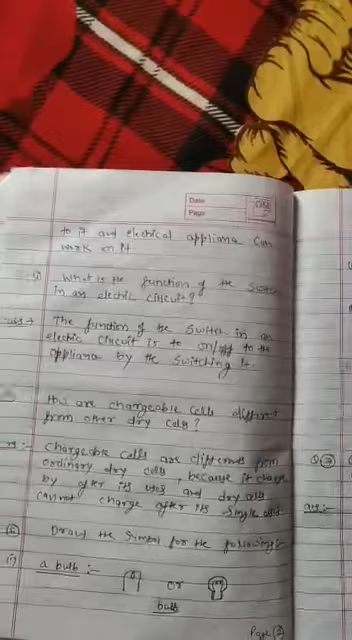 Date
Page
to it and electrical appliance can
work on it
What is the function of the switch
in an electric circuit?
ans → The function of the switch in an
electric circuit is to on/off to the
appliance by the switching it.
How are chargeable cells different
from other dry cells?
Chargeable cells are different from
ordinary dry cells, because it charge
by after its uses and dry cells
cannot charge after its single use.
Q
ans:-
(6) Draw the simbol for the following:-
(i) a bulb:-
or
bulb
Page